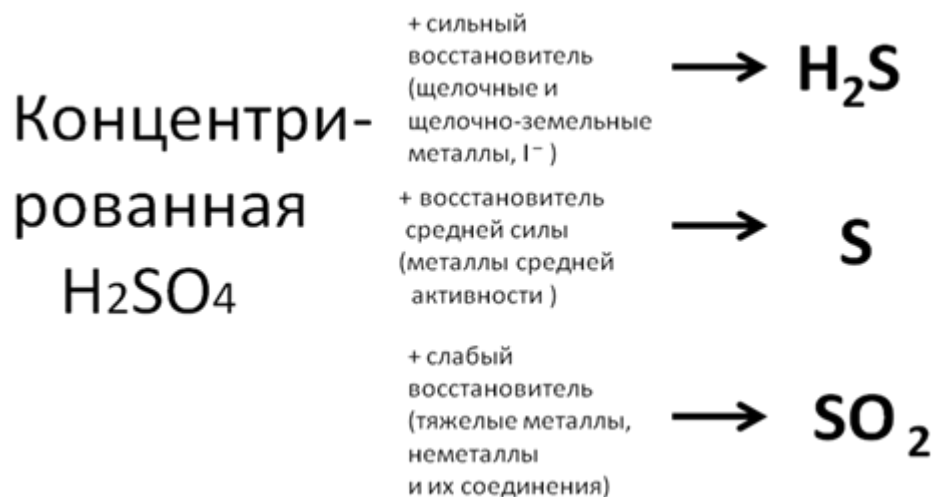 Концентри-
рованная
H₂SO₄
+ сильный
восстановитель
(щелочные и
щелочно-земельные
металлы, I⁻ )
H₂S
+ восстановитель
средней силы
(металлы средней
активности )
S
+ слабый
восстановитель
(тяжелые металлы,
неметаллы
и их соединения)
SO₂